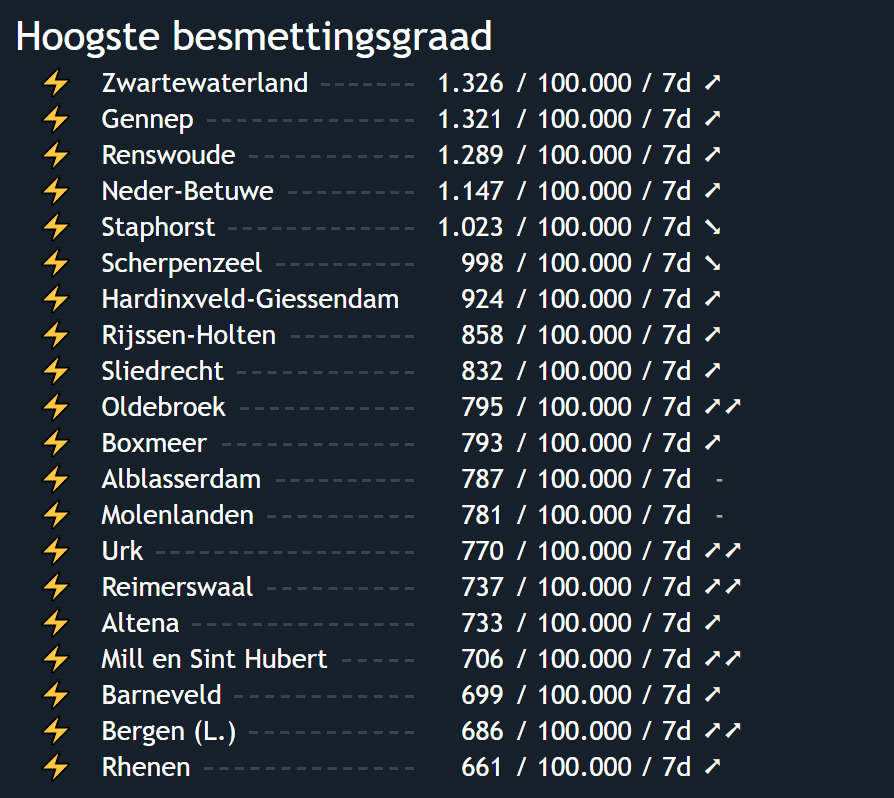 Hoogste besmettingsgraad
⚡ Zwartewaterland ------- 1.326 / 100.000 / 7d ➚
⚡ Gennep --------------- 1.321 / 100.000 / 7d ➚
⚡ Renswoude ------------ 1.289 / 100.000 / 7d ➚
⚡ Neder-Betuwe --------- 1.147 / 100.000 / 7d ➚
⚡ Staphorst ------------- 1.023 / 100.000 / 7d ➘
⚡ Scherpenzeel ---------- 998 / 100.000 / 7d ➘
⚡ Hardinxveld-Giessendam 924 / 100.000 / 7d ➚
⚡ Rijssen-Holten --------- 858 / 100.000 / 7d ➚
⚡ Sliedrecht ------------- 832 / 100.000 / 7d ➚
⚡ Oldebroek ------------- 795 / 100.000 / 7d ➚➚
⚡ Boxmeer -------------- 793 / 100.000 / 7d ➚
⚡ Alblasserdam ---------- 787 / 100.000 / 7d -
⚡ Molenlanden ----------- 781 / 100.000 / 7d -
⚡ Urk ------------------- 770 / 100.000 / 7d ➚➚
⚡ Reimerswaal ----------- 737 / 100.000 / 7d ➚➚
⚡ Altena ---------------- 733 / 100.000 / 7d ➚
⚡ Mill en Sint Hubert ----- 706 / 100.000 / 7d ➚➚
⚡ Barneveld ------------- 699 / 100.000 / 7d ➚
⚡ Bergen (L.) ------------ 686 / 100.000 / 7d ➚➚
⚡ Rhenen --------------- 661 / 100.000 / 7d ➚